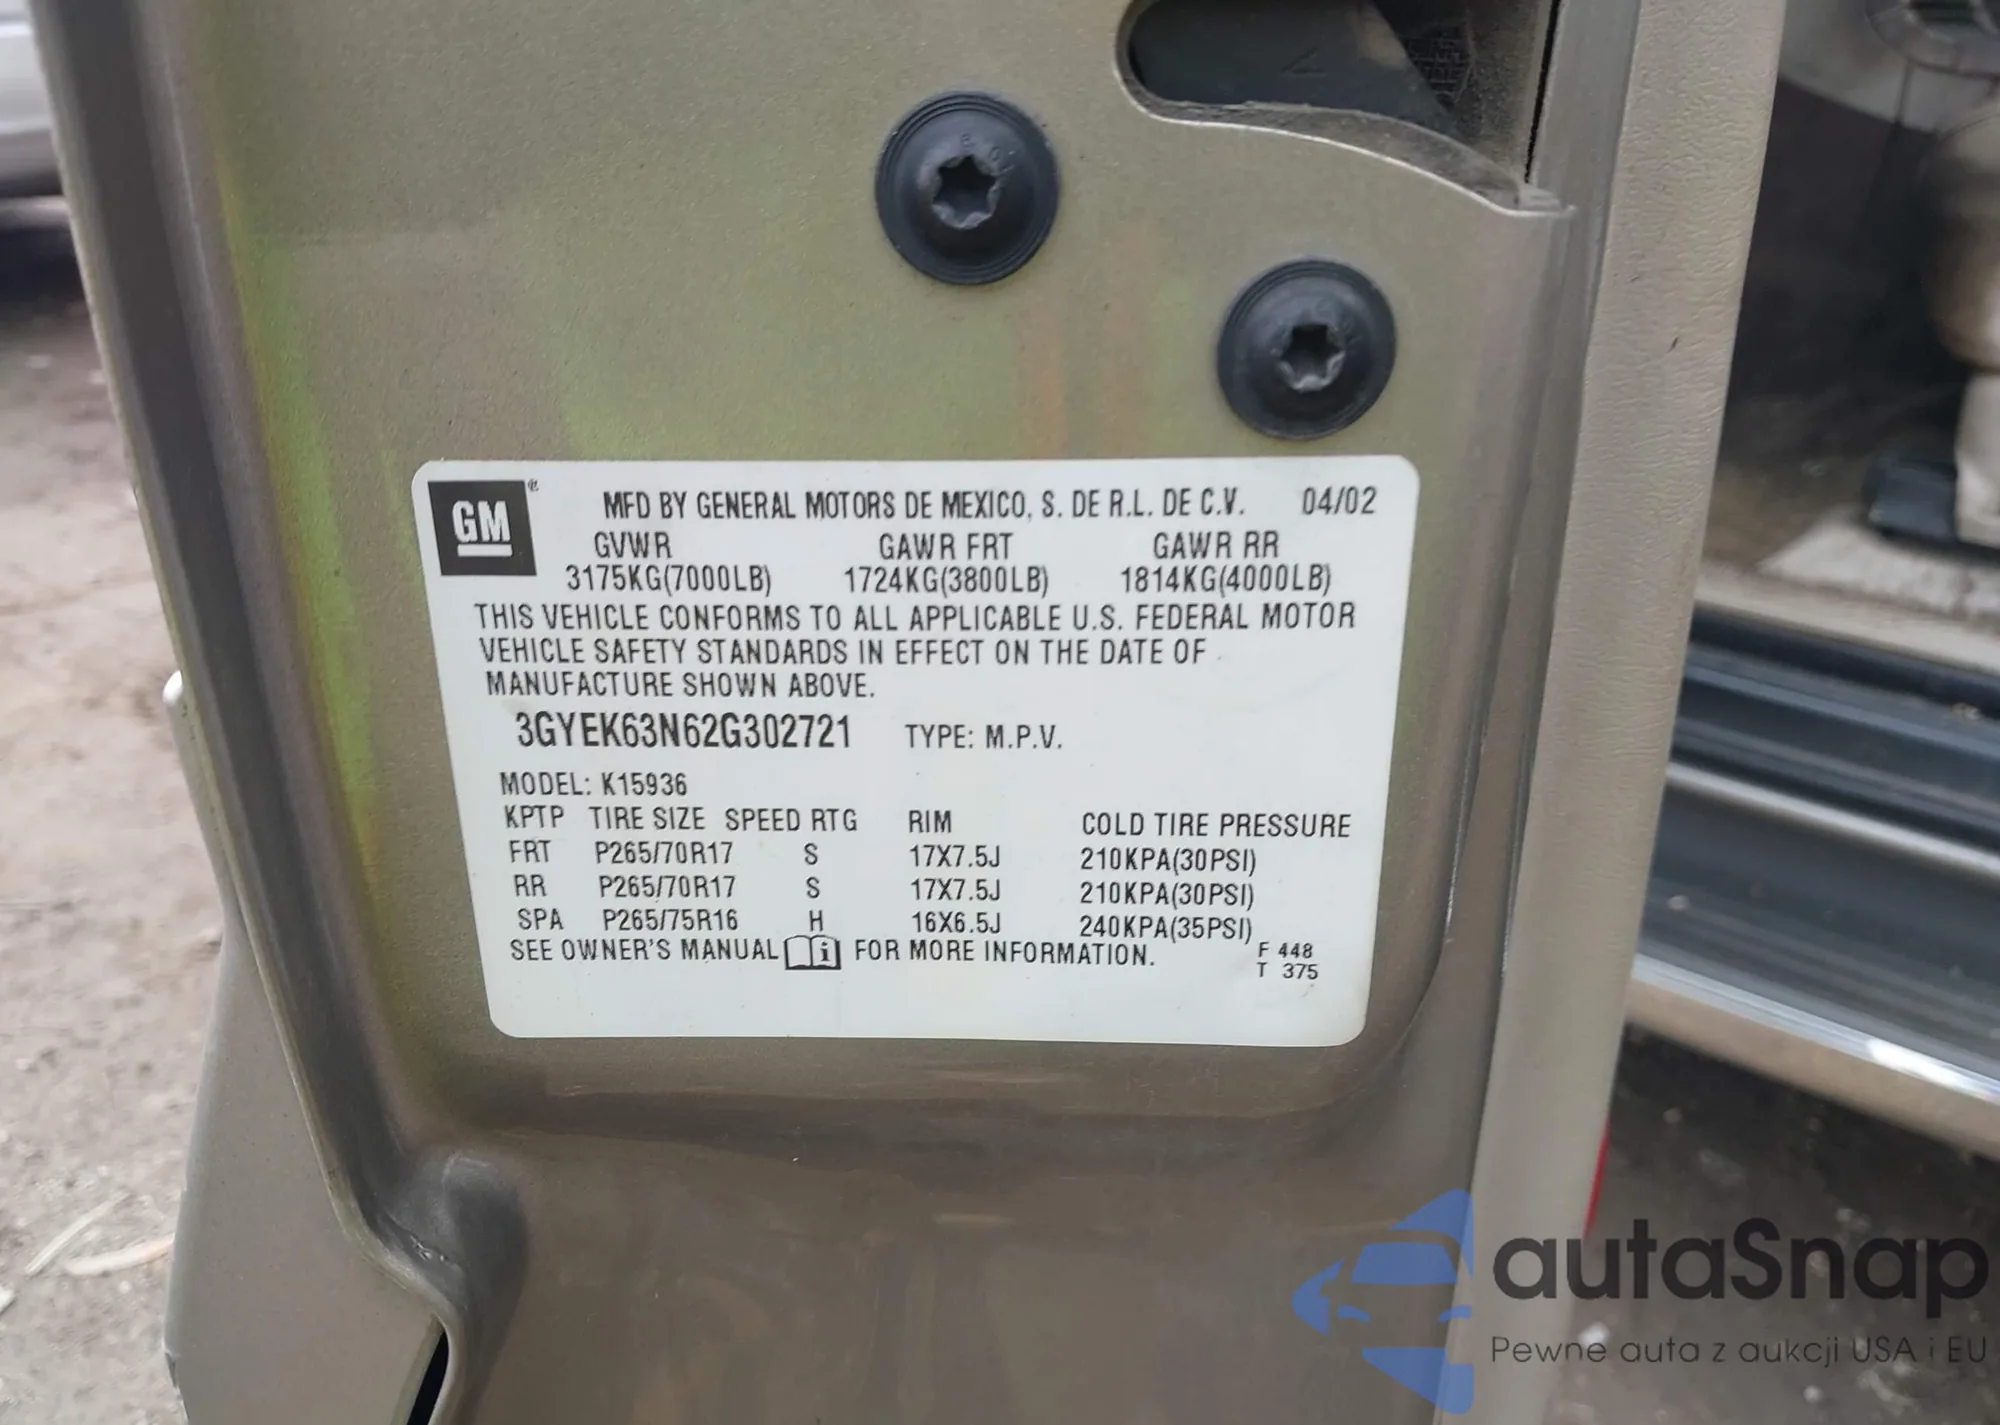 GM
MFD BY GENERAL MOTORS DE MEXICO, S. DE R.L. DE C.V. 04/02
GVWR GAWR FRT GAWR RR
3175KG(7000LB) 1724KG(3800LB) 1814KG(4000LB)
THIS VEHICLE CONFORMS TO ALL APPLICABLE U.S. FEDERAL MOTOR
VEHICLE SAFETY STANDARDS IN EFFECT ON THE DATE OF
MANUFACTURE SHOWN ABOVE.
3GYEK63N62G302721 TYPE: M.P.V.
MODEL: K15936
KPTP TIRE SIZE SPEED RTG RIM COLD TIRE PRESSURE
FRT P265/70R17 S 17X7.5J 210KPA(30PSI)
RR P265/70R17 S 17X7.5J 210KPA(30PSI)
SPA P265/75R16 H 16X6.5J 240KPA(35PSI)
SEE OWNER'S MANUAL i FOR MORE INFORMATION.
F 448
T 375
autaSnap
Pewne auta z aukcji USA i EU